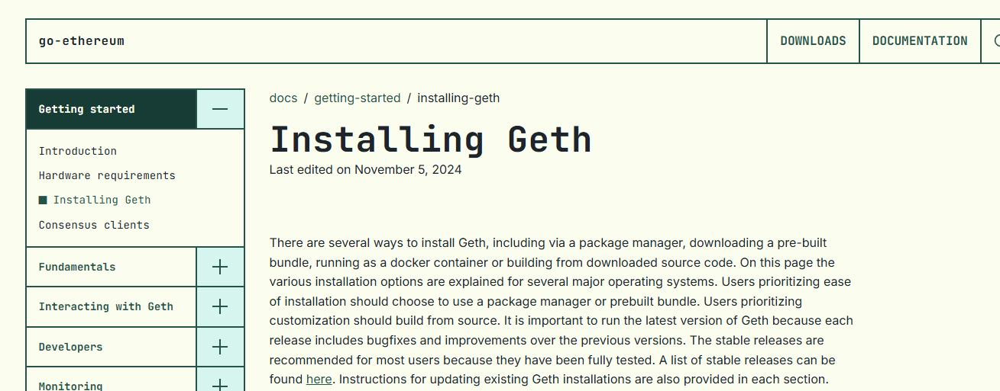 go-ethereum
DOWNLOADS
DOCUMENTATION
Getting started
Introduction
Hardware requirements
Installing Geth
Consensus clients
Fundamentals
Interacting with Geth
Developers
Monitoring
docs / getting-started / installing-geth
Installing Geth
Last edited on November 5, 2024
There are several ways to install Geth, including via a package manager, downloading a pre-built
bundle, running as a docker container or building from downloaded source code. On this page the
various installation options are explained for several major operating systems. Users prioritizing ease
of installation should choose to use a package manager or prebuilt bundle. Users prioritizing
customization should build from source. It is important to run the latest version of Geth because each
release includes bugfixes and improvements over the previous versions. The stable releases are
recommended for most users because they have been fully tested. A list of stable releases can be
found here. Instructions for updating existing Geth installations are also provided in each section.